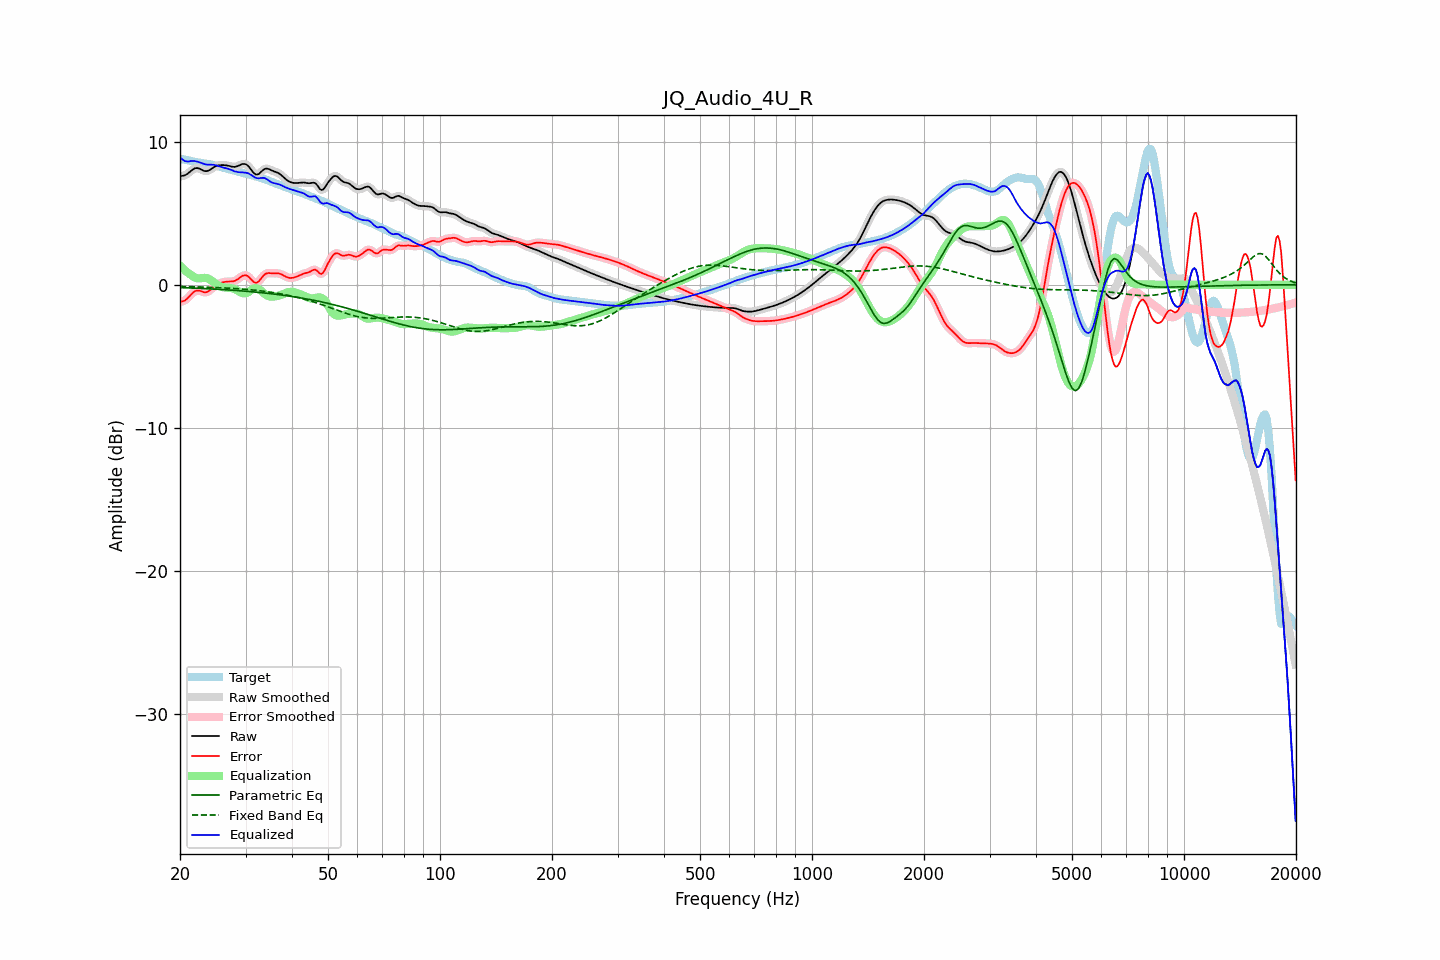 JQ_Audio_4U_R
10
0
−10
−20
−30
Amplitude (dBr)
Target
Raw Smoothed
Error Smoothed
Raw
Error
Equalization
Parametric Eq
Fixed Band Eq
Equalized
20 50 100 200 500 1000 2000 5000 10000 20000
Frequency (Hz)